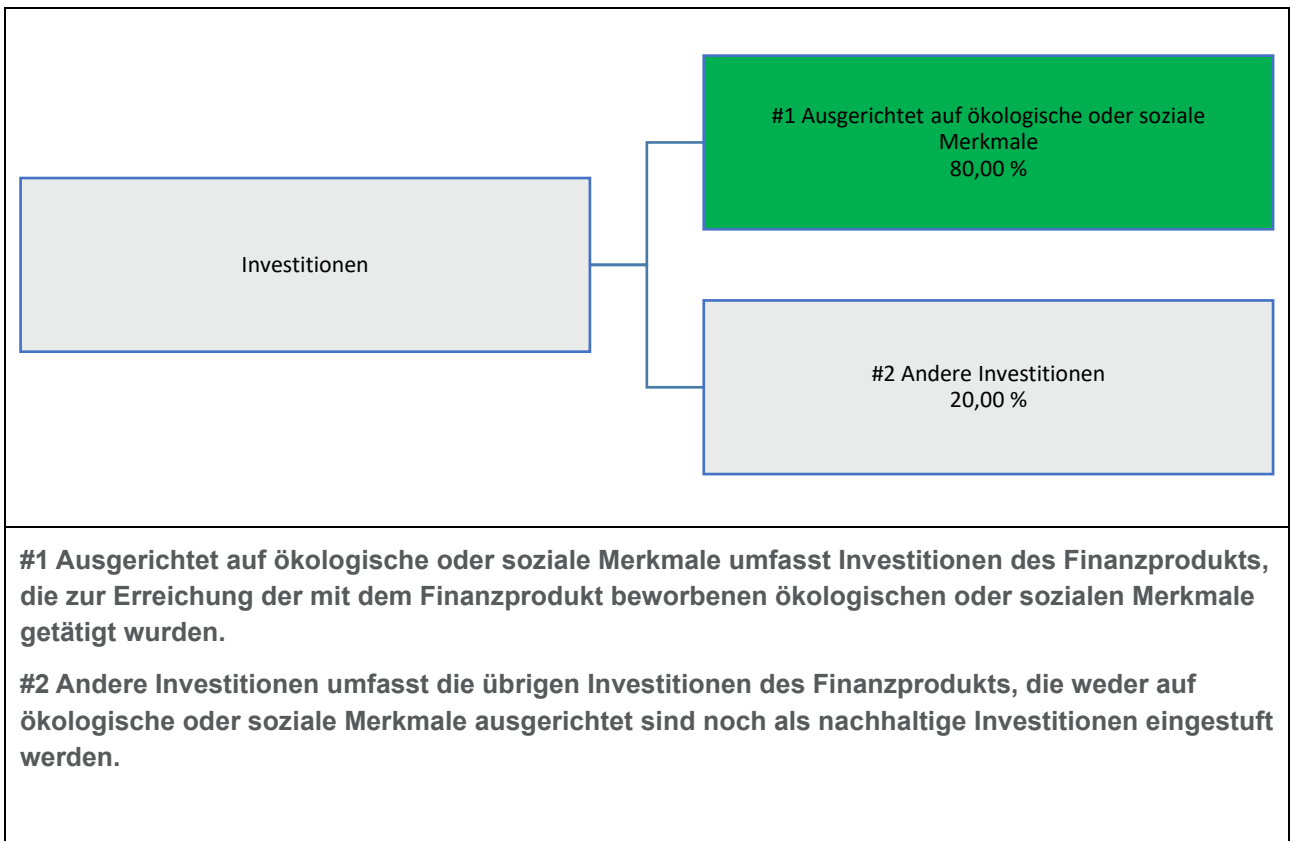 #1 Ausgerichtet auf ökologische oder soziale
Merkmale
80,00 %
Investitionen
#2 Andere Investitionen
20,00 %
#1 Ausgerichtet auf ökologische oder soziale Merkmale umfasst Investitionen des Finanzprodukts,
die zur Erreichung der mit dem Finanzprodukt beworbenen ökologischen oder sozialen Merkmale
getätigt wurden.
#2 Andere Investitionen umfasst die übrigen Investitionen des Finanzprodukts, die weder auf
ökologische oder soziale Merkmale ausgerichtet sind noch als nachhaltige Investitionen eingestuft
werden.